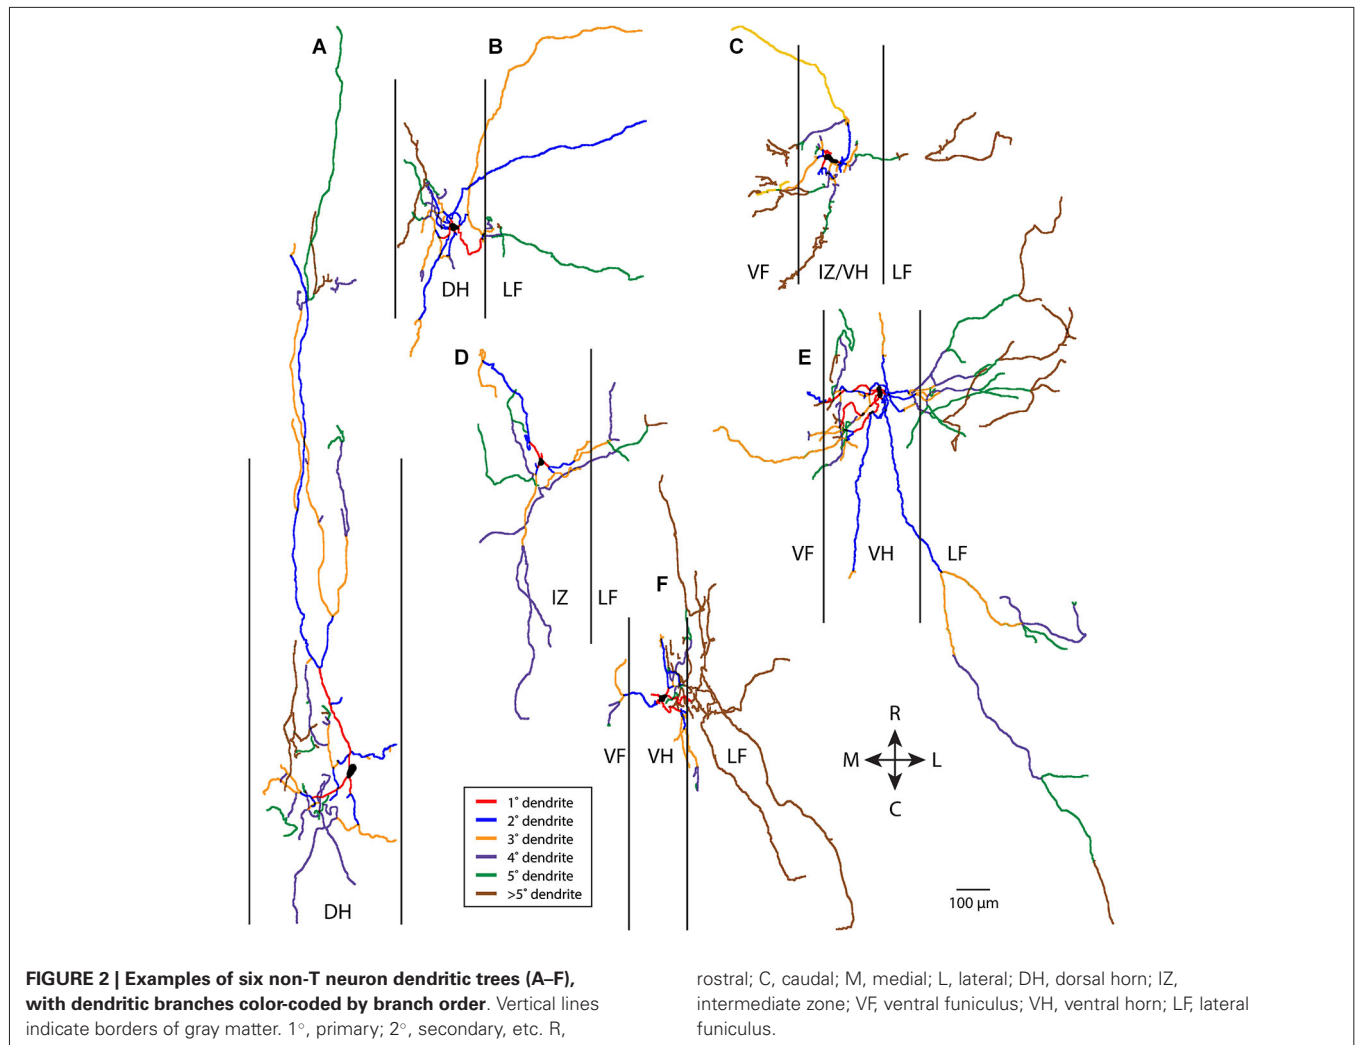 A
B
C
DH
LF
VF
IZ/VH
LF
D
E
IZ
LF
F
VF
VH
LF
VF
VH
LF
DH
R
M
L
C
1° dendrite
2° dendrite
3° dendrite
4° dendrite
5° dendrite
>5° dendrite
100 μm
FIGURE 2 | Examples of six non-T neuron dendritic trees (A–F),
with dendritic branches color-coded by branch order. Vertical lines
indicate borders of gray matter. 1°, primary; 2°, secondary, etc. R,
rostral; C, caudal; M, medial; L, lateral; DH, dorsal horn; IZ,
intermediate zone; VF, ventral funiculus; VH, ventral horn; LF, lateral
funiculus.